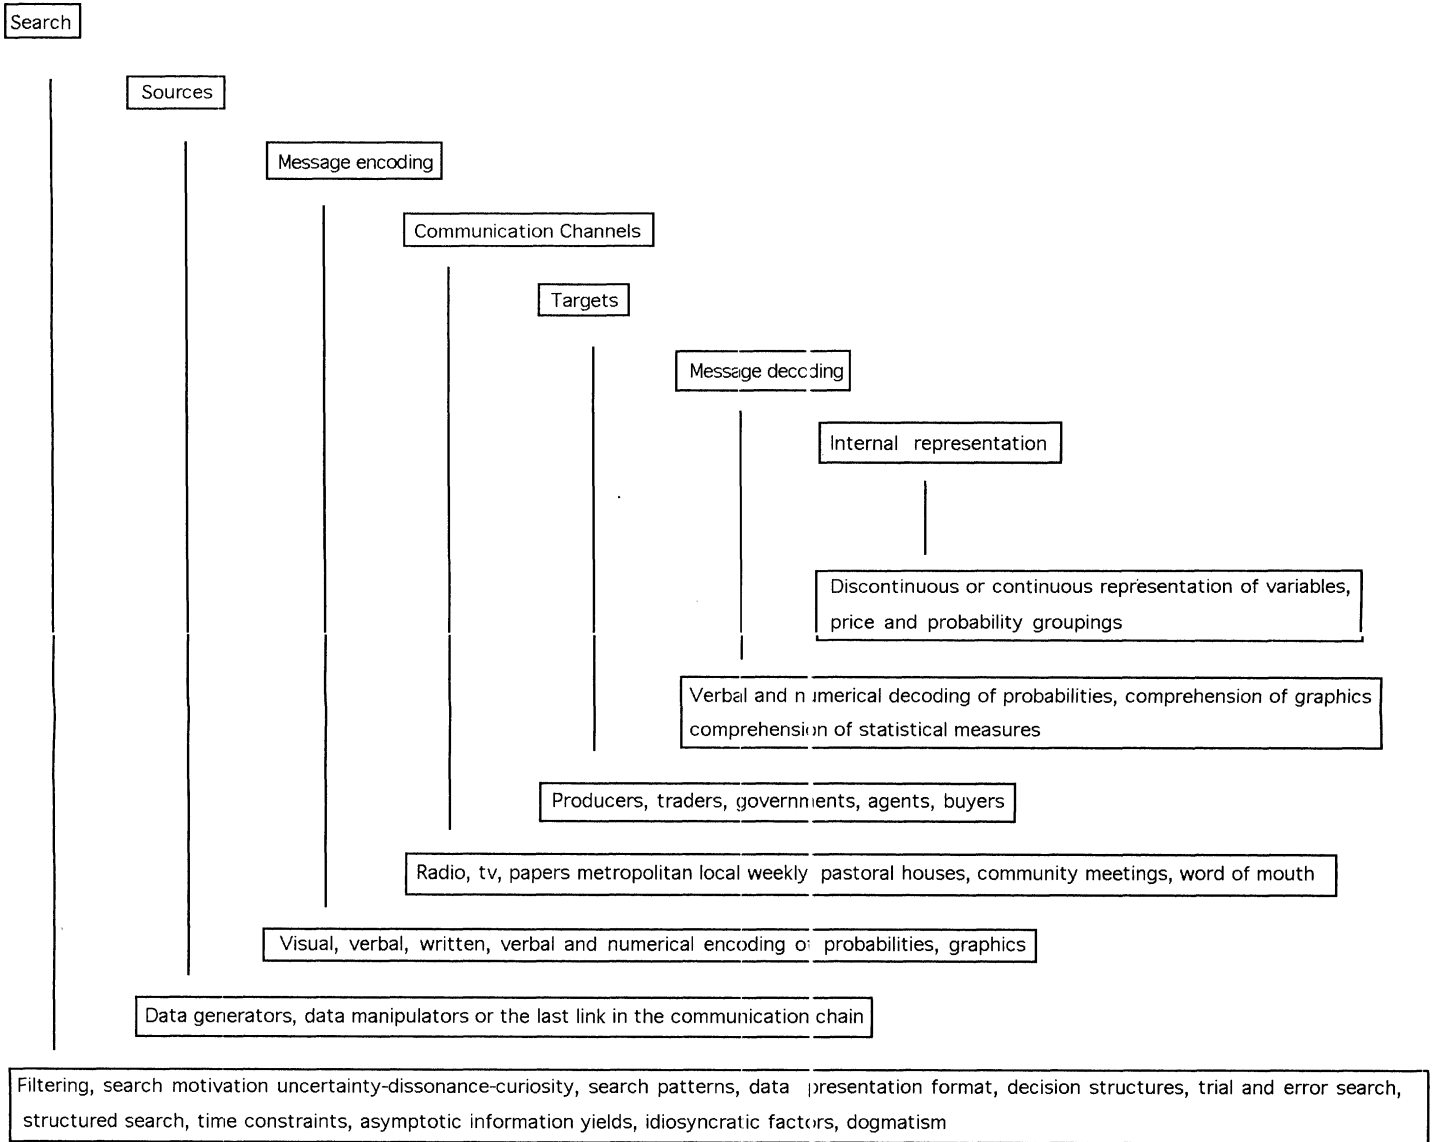 Search
Sources
Message encoding
Communication Channels
Targets
Message decoding
Internal representation
Discontinuous or continuous representation of variables,
price and probability groupings
Verbal and numerical decoding of probabilities, comprehension of graphics
comprehension of statistical measures
Producers, traders, governments, agents, buyers
Radio, tv, papers metropolitan local weekly pastoral houses, community meetings, word of mouth
Visual, verbal, written, verbal and numerical encoding of probabilities, graphics
Data generators, data manipulators or the last link in the communication chain
Filtering, search motivation uncertainty-dissonance-curiosity, search patterns, data presentation format, decision structures, trial and error search,
structured search, time constraints, asymptotic information yields, idiosyncratic factors, dogmatism